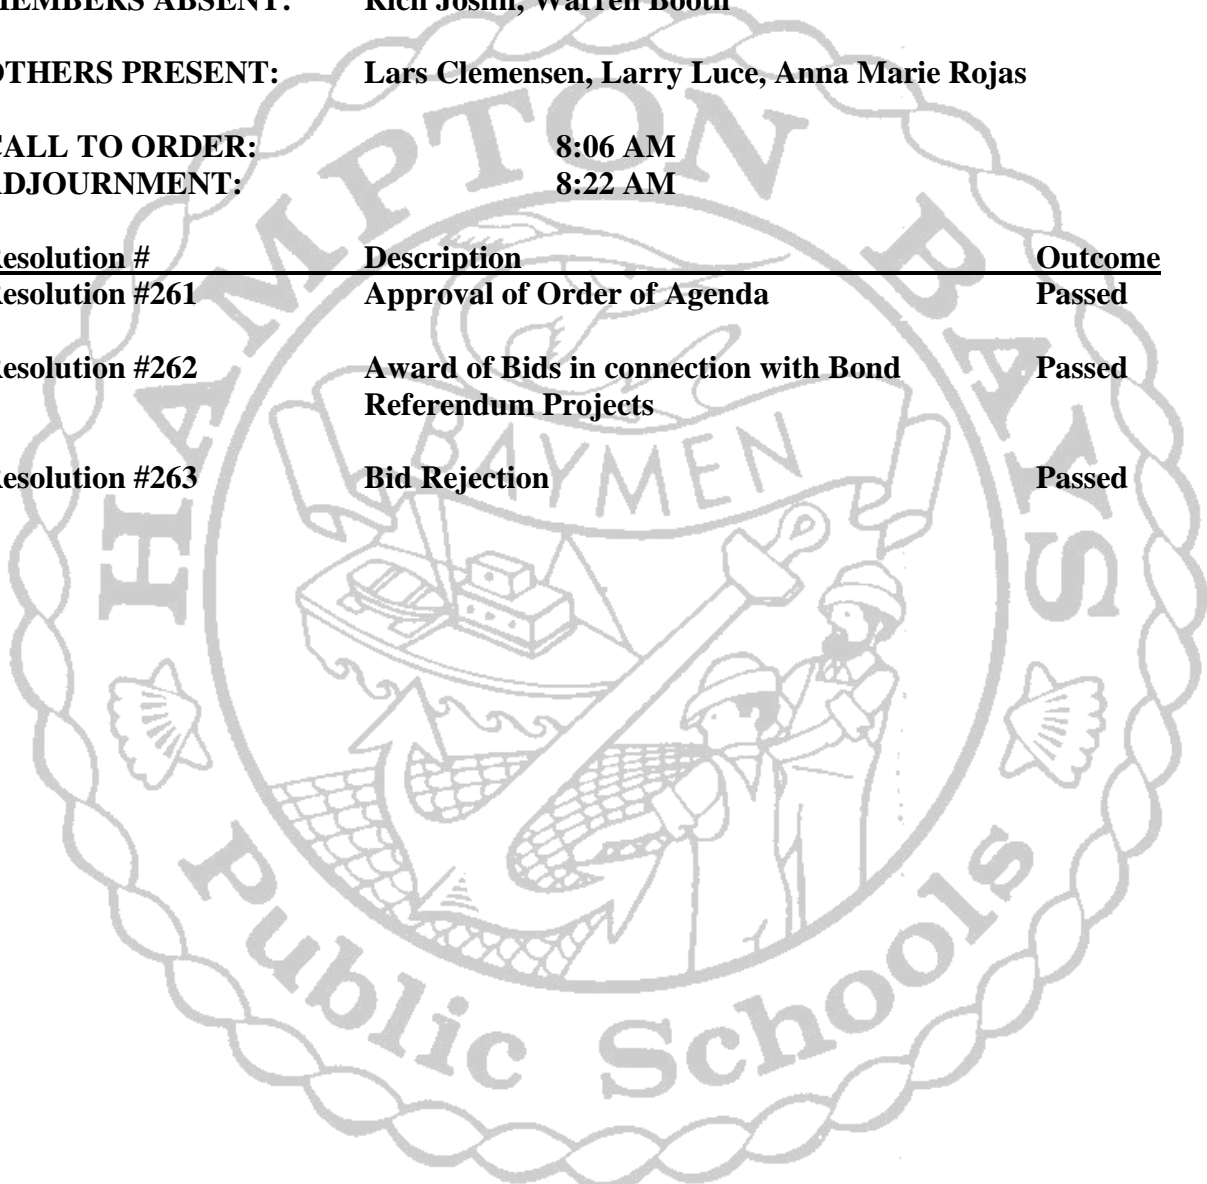 MEMBERS ABSENT: Rich Joslin, Warren Booth
OTHERS PRESENT: Lars Clemensen, Larry Luce, Anna Marie Rojas
CALL TO ORDER: 8:06 AM
ADJOURNMENT: 8:22 AM
Resolution # Description Outcome
Resolution #261 Approval of Order of Agenda Passed
Resolution #262 Award of Bids in connection with Bond Passed
Referendum Projects
Resolution #263 Bid Rejection Passed
HAMPTON BAYS
BAYMEN
Public Schools